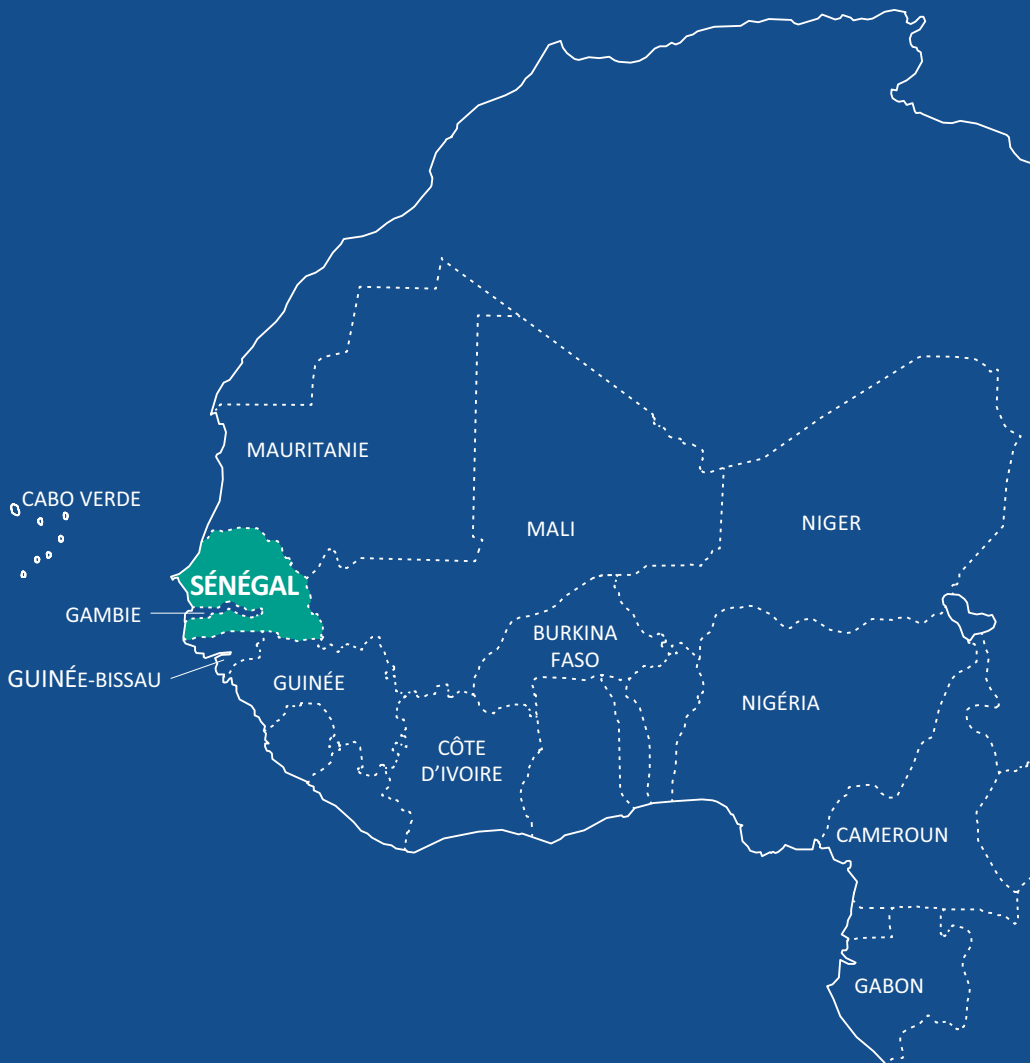 MAURITANIE
CABO VERDE
MALI
NIGER
SÉNÉGAL
GAMBIE
BURKINA
FASO
GUINÉE-BISSAU
GUINÉE
NIGÉRIA
CÔTE
D'IVOIRE
CAMEROUN
GABON